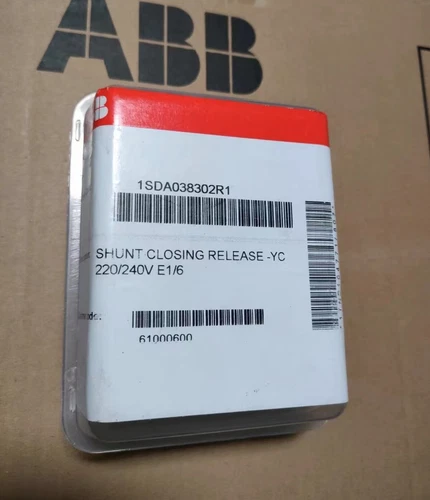 ABB
B
1SDA038302R1
SHUNT CLOSING RELEASE -YC
220/240V E1/6
61000600